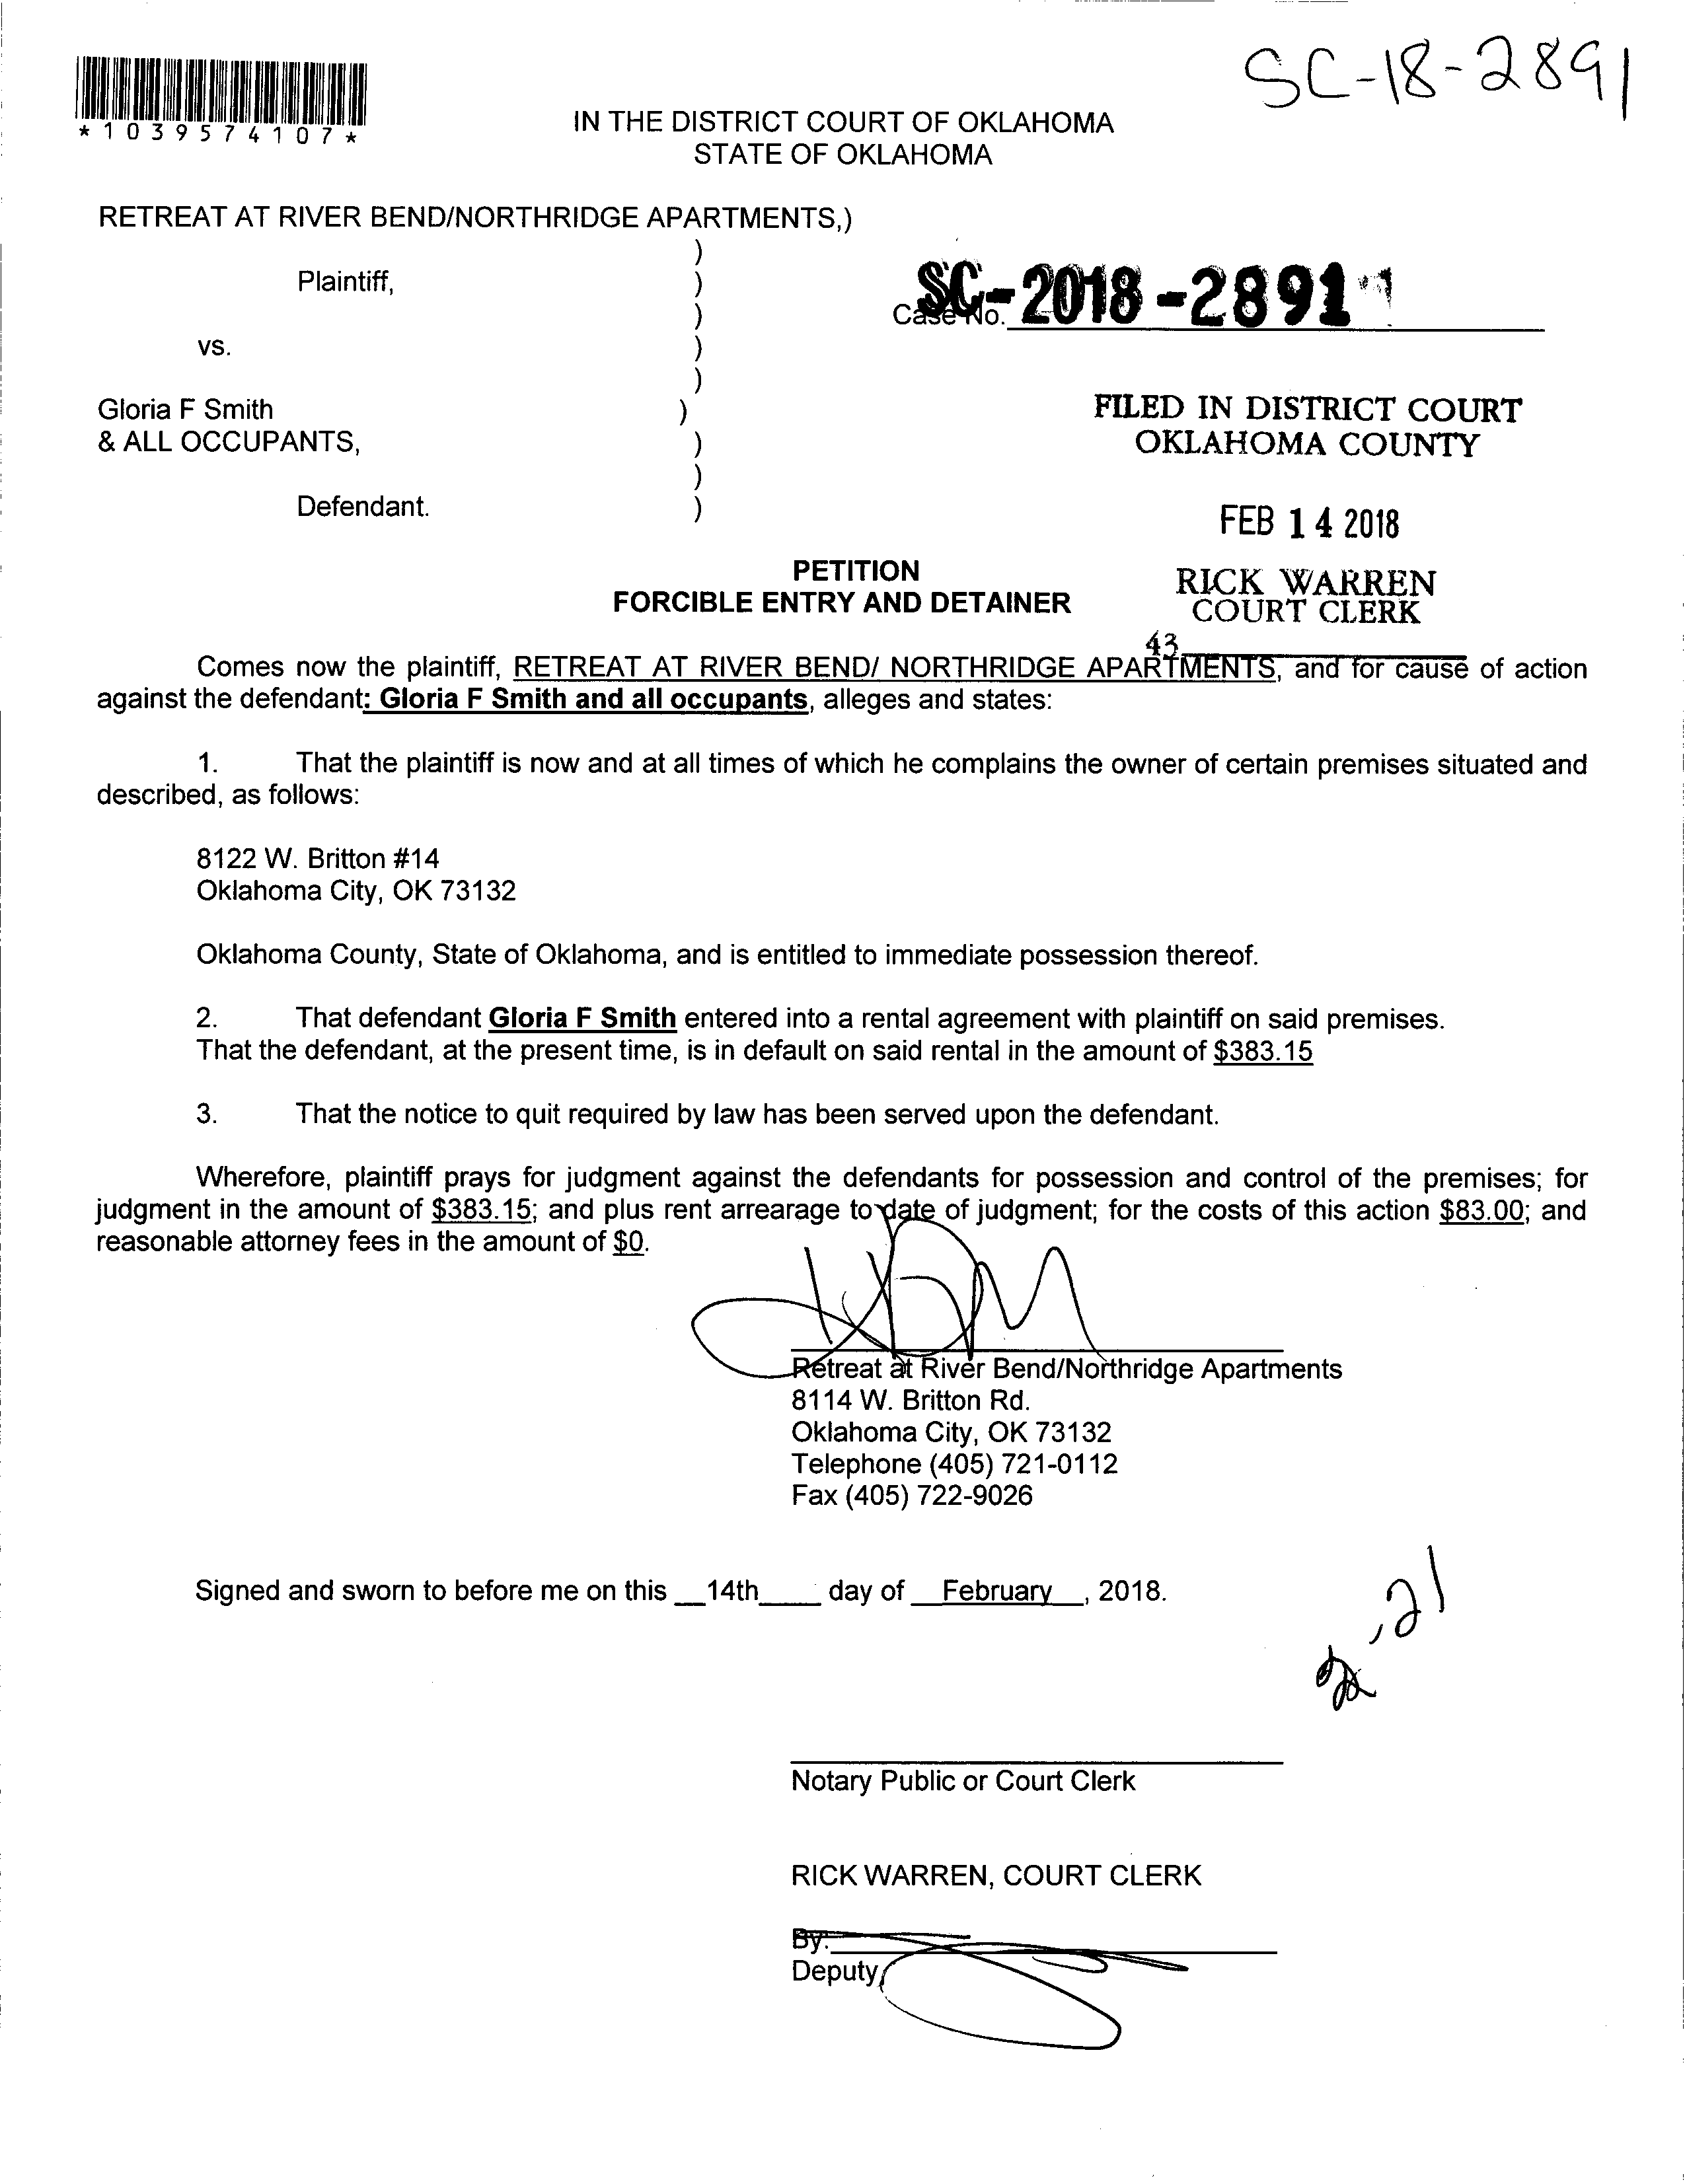 SC-18-2891
*1039574107*
IN THE DISTRICT COURT OF OKLAHOMA
STATE OF OKLAHOMA
RETREAT AT RIVER BEND/NORTHRIDGE APARTMENTS,)
)
Plaintiff, )
)
vs. )
)
Gloria F Smith )
& ALL OCCUPANTS, )
)
Defendant. )
Case No. SC-2018-2891
FILED IN DISTRICT COURT
OKLAHOMA COUNTY
FEB 14 2018
RICK WARREN
COURT CLERK
43
PETITION
FORCIBLE ENTRY AND DETAINER
Comes now the plaintiff, RETREAT AT RIVER BEND/ NORTHRIDGE APARTMENTS, and for cause of action
against the defendant: Gloria F Smith and all occupants, alleges and states:
1. That the plaintiff is now and at all times of which he complains the owner of certain premises situated and
described, as follows:
8122 W. Britton #14
Oklahoma City, OK 73132
Oklahoma County, State of Oklahoma, and is entitled to immediate possession thereof.
2. That defendant Gloria F Smith entered into a rental agreement with plaintiff on said premises.
That the defendant, at the present time, is in default on said rental in the amount of $383.15
3. That the notice to quit required by law has been served upon the defendant.
Wherefore, plaintiff prays for judgment against the defendants for possession and control of the premises; for
judgment in the amount of $383.15; and plus rent arrearage to date of judgment; for the costs of this action $83.00; and
reasonable attorney fees in the amount of $0.
Retreat at River Bend/Northridge Apartments
8114 W. Britton Rd.
Oklahoma City, OK 73132
Telephone (405) 721-0112
Fax (405) 722-9026
Signed and sworn to before me on this __14th____ day of __February__, 2018.
Notary Public or Court Clerk
RICK WARREN, COURT CLERK
By:
Deputy